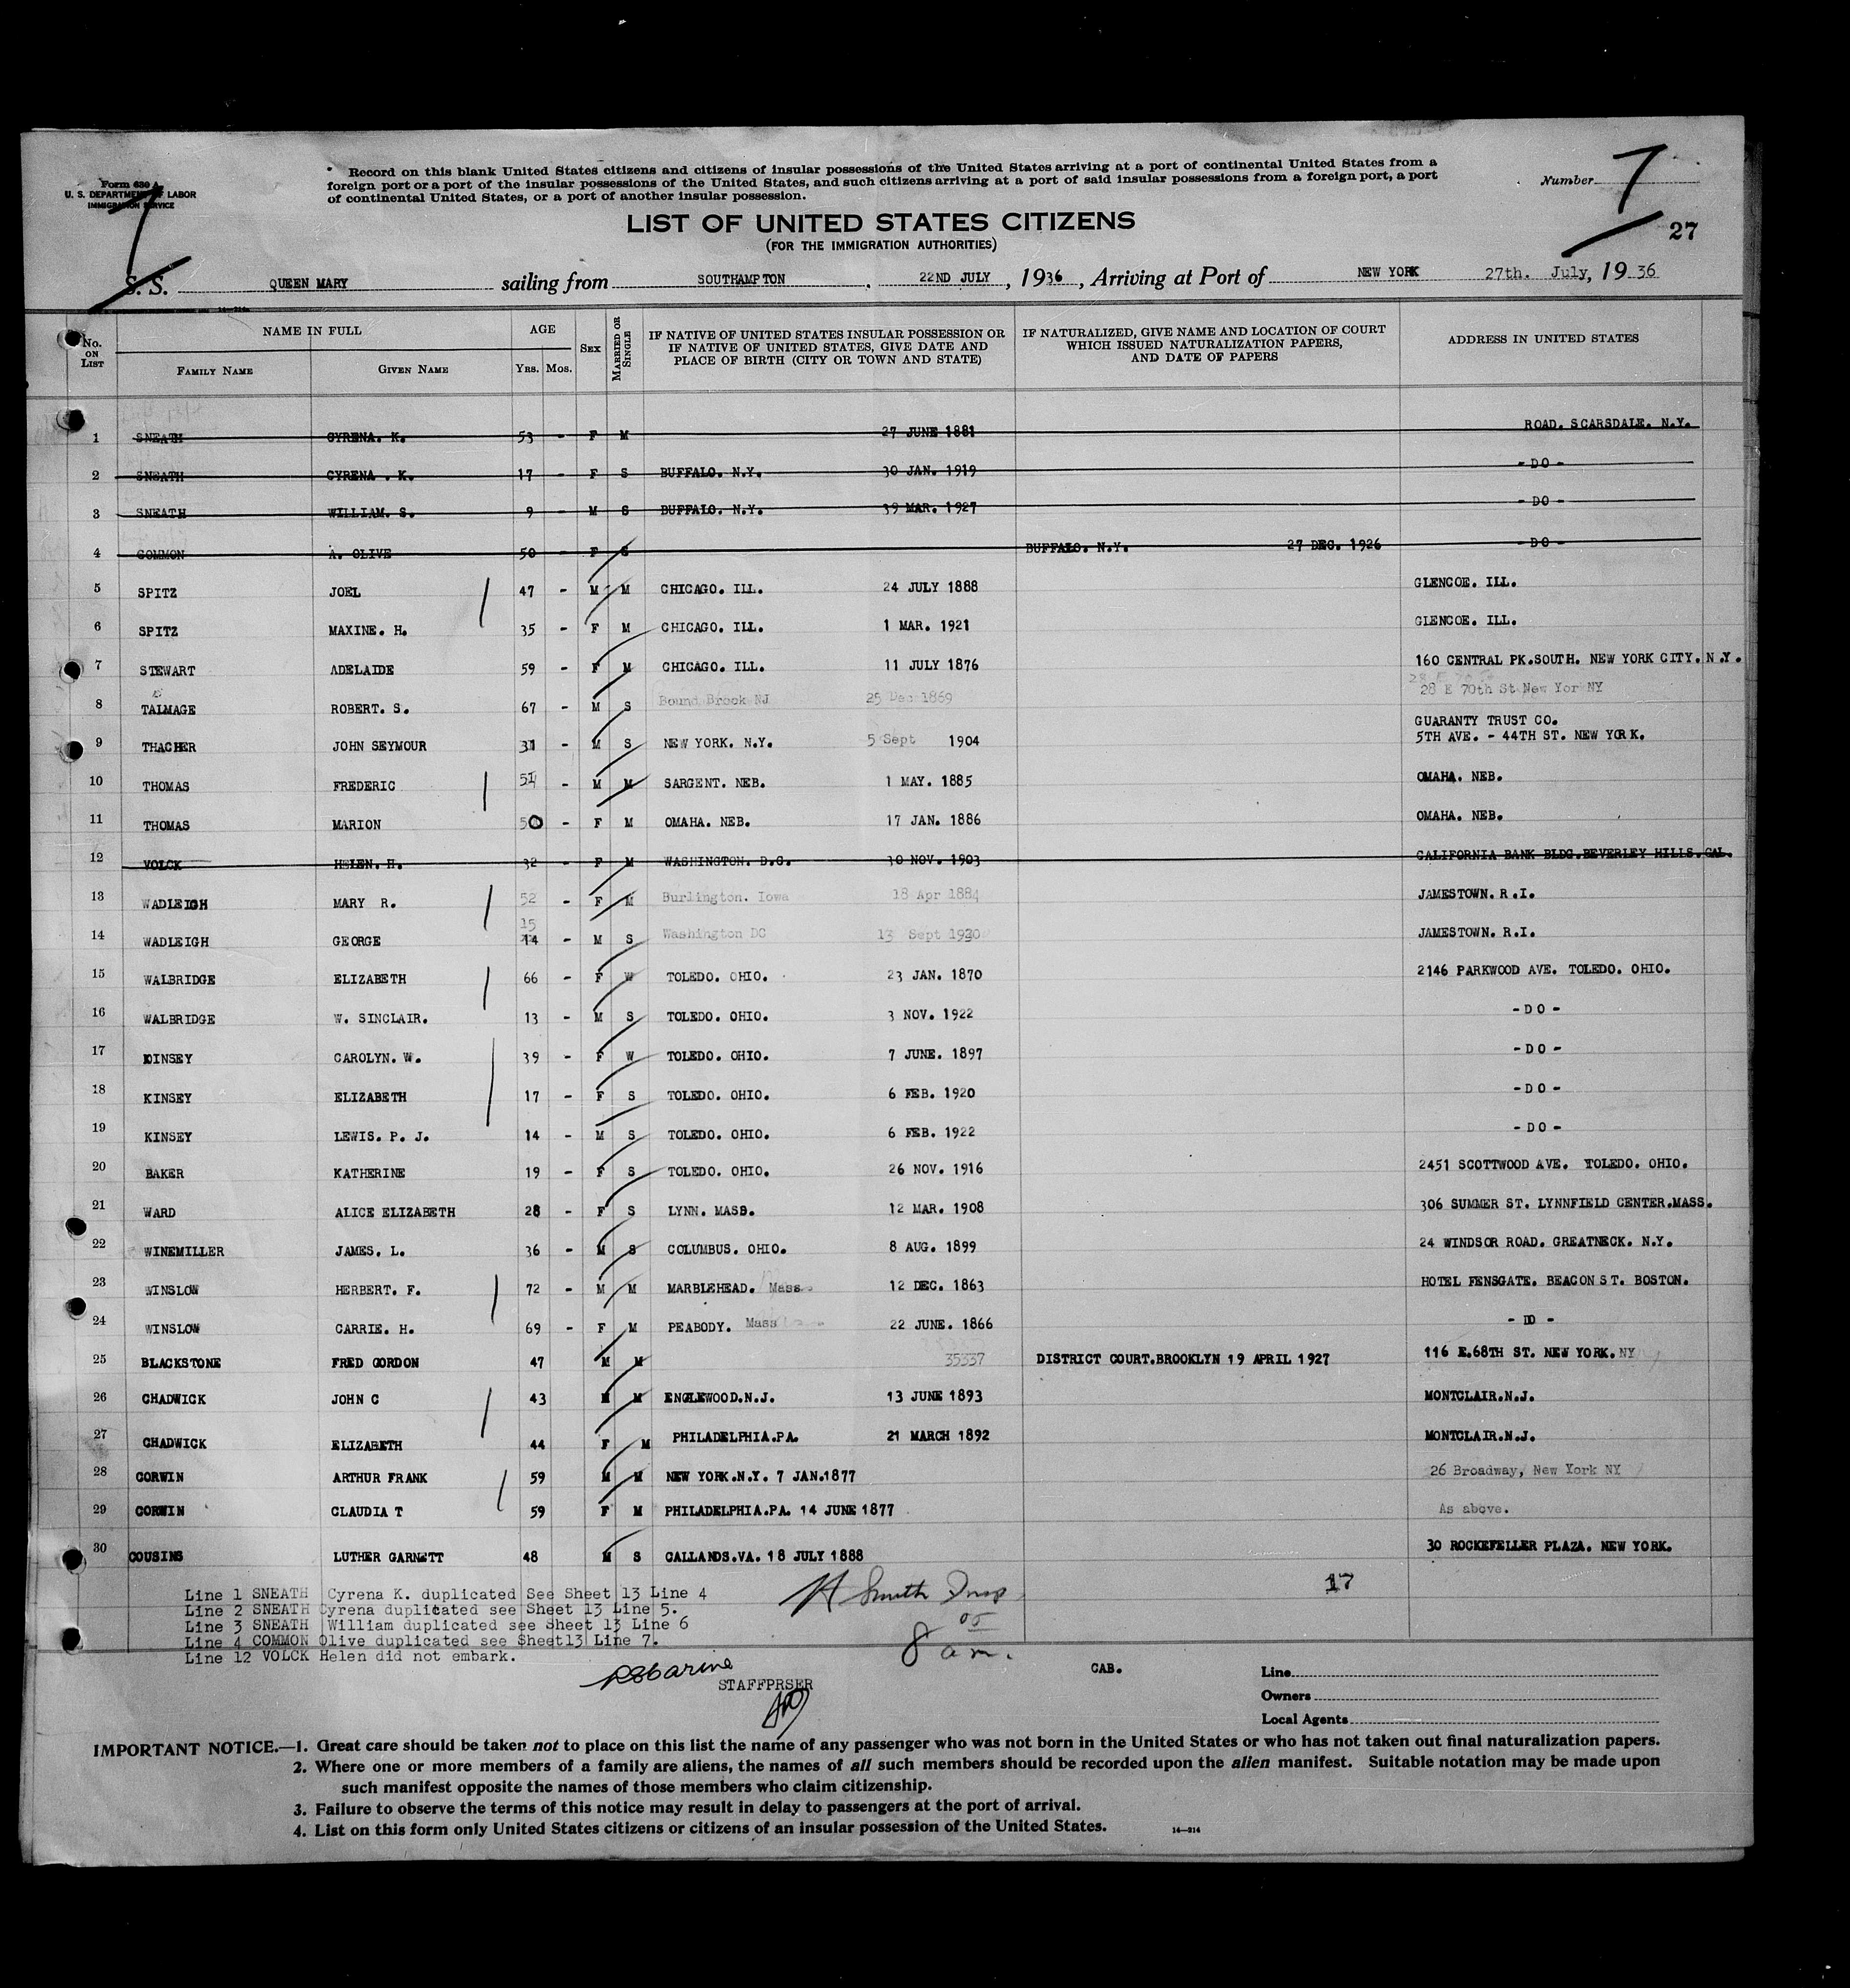 Form 630 A
U. S. DEPARTMENT OF LABOR
IMMIGRATION SERVICE
* Record on this blank United States citizens and citizens of insular possessions of the United States arriving at a port of continental United States from a
foreign port or a port of the insular possessions of the United States, and such citizens arriving at a port of said insular possessions from a foreign port, a port
of continental United States, or a port of another insular possession.
Number 7
7
27
LIST OF UNITED STATES CITIZENS
(FOR THE IMMIGRATION AUTHORITIES)
S. S. QUEEN MARY sailing from SOUTHAMPTON, 22ND JULY, 1936, Arriving at Port of NEW YORK 27th. July, 1936
No. ON LIST
NAME IN FULL
FAMILY NAME GIVEN NAME
AGE
YRS. MOS.
SEX
MARRIED OR SINGLE
IF NATIVE OF UNITED STATES INSULAR POSSESSION OR
IF NATIVE OF UNITED STATES, GIVE DATE AND
PLACE OF BIRTH (CITY OR TOWN AND STATE)
IF NATURALIZED, GIVE NAME AND LOCATION OF COURT
WHICH ISSUED NATURALIZATION PAPERS,
AND DATE OF PAPERS
ADDRESS IN UNITED STATES
1 SNEATH CYRENA. K. 53 - F M 27 JUNE 1881 ROAD. SCARSDALE. N.Y.
2 SNEATH CYRENA . K. 17 - F S BUFFALO. N.Y. 30 JAN. 1919 - DO -
3 SNEATH WILLIAM. S. 9 - M S BUFFALO. N.Y. 39 MAR. 1927 - DO -
4 COMMON A. OLIVE 50 - F S BUFFALO. N.Y. 27 DEC. 1926 - DO -
5 SPITZ JOEL 47 - M M CHICAGO. ILL. 24 JULY 1888 GLENCOE. ILL.
6 SPITZ MAXINE. H. 35 - F M CHICAGO. ILL. 1 MAR. 1921 GLENCOE. ILL.
7 STEWART ADELAIDE 59 - F M CHICAGO. ILL. 11 JULY 1876 160 CENTRAL PK.SOUTH. NEW YORK CITY. N.Y.
8 TALMAGE ROBERT. S. 67 - M S Bound Brock NJ 25 Dec 1869 28 E 70th St New Yor NY
9 THACHER JOHN SEYMOUR 31 - M S NEW YORK. N.Y. 5 Sept 1904 GUARANTY TRUST CO.
5TH AVE. - 44TH ST. NEW YORK.
10 THOMAS FREDERIC 51 - M M SARGENT. NEB. 1 MAY. 1885 OMAHA. NEB.
11 THOMAS MARION 50 - F M OMAHA. NEB. 17 JAN. 1886 OMAHA. NEB.
12 VOLCK HELEN. H. 32 - F M WASHINGTON. D.C. 30 NOV. 1903 CALIFORNIA BANK BLDG.BEVERLEY HILLS.CAL.
13 WADLEIGH MARY R. 52 - F M Burlington. Iowa 18 Apr 1884 JAMESTOWN. R.I.
15
14 WADLEIGH GEORGE 14 - M S Washington DC 13 Sept 1920 JAMESTOWN. R.I.
15 WALBRIDGE ELIZABETH 66 - F W TOLEDO. OHIO. 23 JAN. 1870 2146 PARKWOOD AVE. TOLEDO. OHIO.
16 WALBRIDGE W. SINCLAIR. 13 - M S TOLEDO. OHIO. 3 NOV. 1922 - DO -
17 KINSEY CAROLYN. W. 39 - F W TOLEDO. OHIO. 7 JUNE. 1897 - DO -
18 KINSEY ELIZABETH 17 - F S TOLEDO. OHIO. 6 FEB. 1920 - DO -
19 KINSEY LEWIS. P. J. 14 - M S TOLEDO. OHIO. 6 FEB. 1922 - DO -
20 BAKER KATHERINE 19 - F S TOLEDO. OHIO. 26 NOV. 1916 2451 SCOTTWOOD AVE. TOLEDO. OHIO.
21 WARD ALICE ELIZABETH 28 - F S LYNN. MASS. 12 MAR. 1908 306 SUMMER ST. LYNNFIELD CENTER.MASS.
22 WINEMILLER JAMES. L. 36 - M S COLUMBUS. OHIO. 8 AUG. 1899 24 WINDSOR ROAD. GREATNECK. N.Y.
23 WINSLOW HERBERT. F. 72 - M M MARBLEHEAD. Mass 12 DEC. 1863 HOTEL FENSGATE. BEACON ST. BOSTON.
24 WINSLOW CARRIE. H. 69 - F M PEABODY. Mass 22 JUNE. 1866 - DO -
25 BLACKSTONE FRED GORDON 47 M M 35337 DISTRICT COURT.BROOKLYN 19 APRIL 1927 116 E.68TH ST. NEW YORK. NY
26 CHADWICK JOHN C 43 M M ENGLEWOOD.N.J. 13 JUNE 1893 MONTCLAIR.N.J.
27 CHADWICK ELIZABETH 44 F M PHILADELPHIA.PA. 21 MARCH 1892 MONTCLAIR.N.J.
28 CORWIN ARTHUR FRANK 59 M M NEW YORK.N.Y. 7 JAN.1877 26 Broadway, New York NY
29 CORWIN CLAUDIA T 59 F M PHILADELPHIA.PA. 14 JUNE 1877 As above.
30 COUSINS LUTHER GARNETT 48 M S CALLANDS.VA. 18 JULY 1888 30 ROCKEFELLER PLAZA. NEW YORK.
17
Line 1 SNEATH Cyrena K. duplicated See Sheet 13 Line 4
Line 2 SNEATH Cyrena duplicated see Sheet 13 Line 5.
Line 3 SNEATH William duplicated see Sheet 13 Line 6
Line 4 COMMON Olive duplicated see Sheet13 Line 7.
Line 12 VOLCK Helen did not embark.
H Smith Insp
8 05 a m.
STAFFPRSER
CAB.
Line
Owners
Local Agents
IMPORTANT NOTICE.—1. Great care should be taken not to place on this list the name of any passenger who was not born in the United States or who has not taken out final naturalization papers.
2. Where one or more members of a family are aliens, the names of all such members should be recorded upon the alien manifest. Suitable notation may be made upon
such manifest opposite the names of those members who claim citizenship.
3. Failure to observe the terms of this notice may result in delay to passengers at the port of arrival.
4. List on this form only United States citizens or citizens of an insular possession of the United States.
14—314